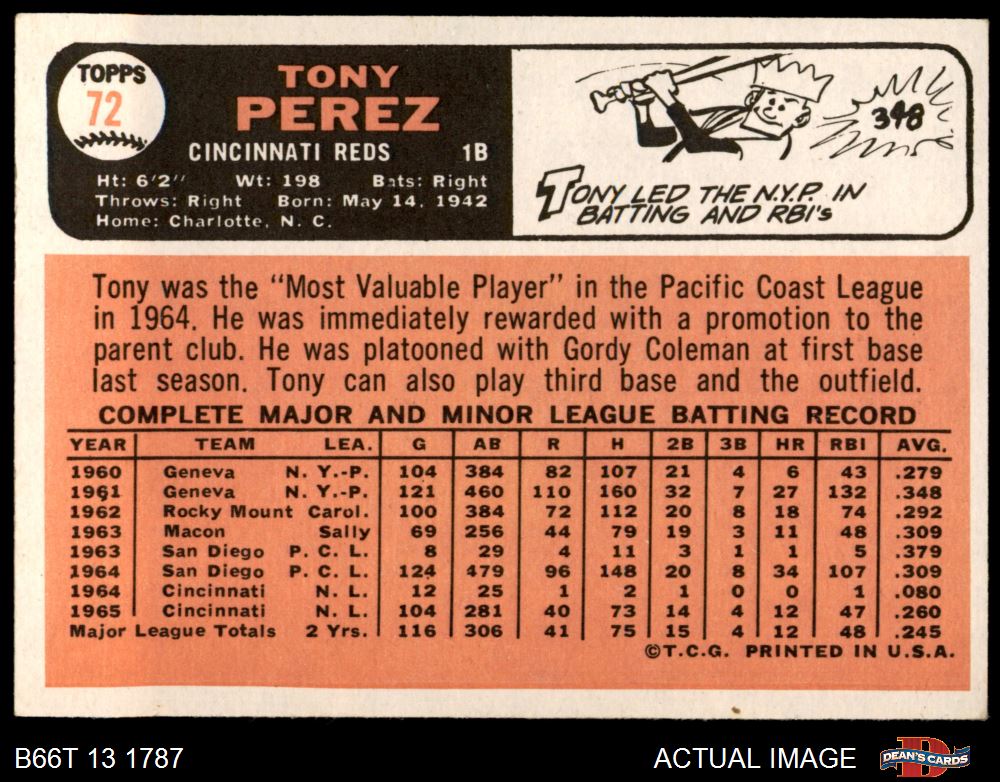 TOPPS
72
TONY
PEREZ
CINCINNATI REDS 1B
Ht: 6'2" Wt: 198 Bats: Right
Throws: Right Born: May 14, 1942
Home: Charlotte, N. C.
348
TONY LED THE N.Y.P. IN
BATTING AND RBI's
Tony was the "Most Valuable Player" in the Pacific Coast League
in 1964. He was immediately rewarded with a promotion to the
parent club. He was platooned with Gordy Coleman at first base
last season. Tony can also play third base and the outfield.
COMPLETE MAJOR AND MINOR LEAGUE BATTING RECORD
YEAR TEAM LEA. G AB R H 2B 3B HR RBI AVG.
1960 Geneva N. Y.-P. 104 384 82 107 21 4 6 43 .279
1961 Geneva N. Y.-P. 121 460 110 160 32 7 27 132 .348
1962 Rocky Mount Carol. 100 384 72 112 20 8 18 74 .292
1963 Macon Sally 69 256 44 79 19 3 11 48 .309
1963 San Diego P. C. L. 8 29 4 11 3 1 1 5 .379
1964 San Diego P. C. L. 124 479 96 148 20 8 34 107 .309
1964 Cincinnati N. L. 12 25 1 2 1 0 0 1 .080
1965 Cincinnati N. L. 104 281 40 73 14 4 12 47 .260
Major League Totals 2 Yrs. 116 306 41 75 15 4 12 48 .245
©T.C.G. PRINTED IN U.S.A.
B66T 13 1787 ACTUAL IMAGE DEAN'S CARDS